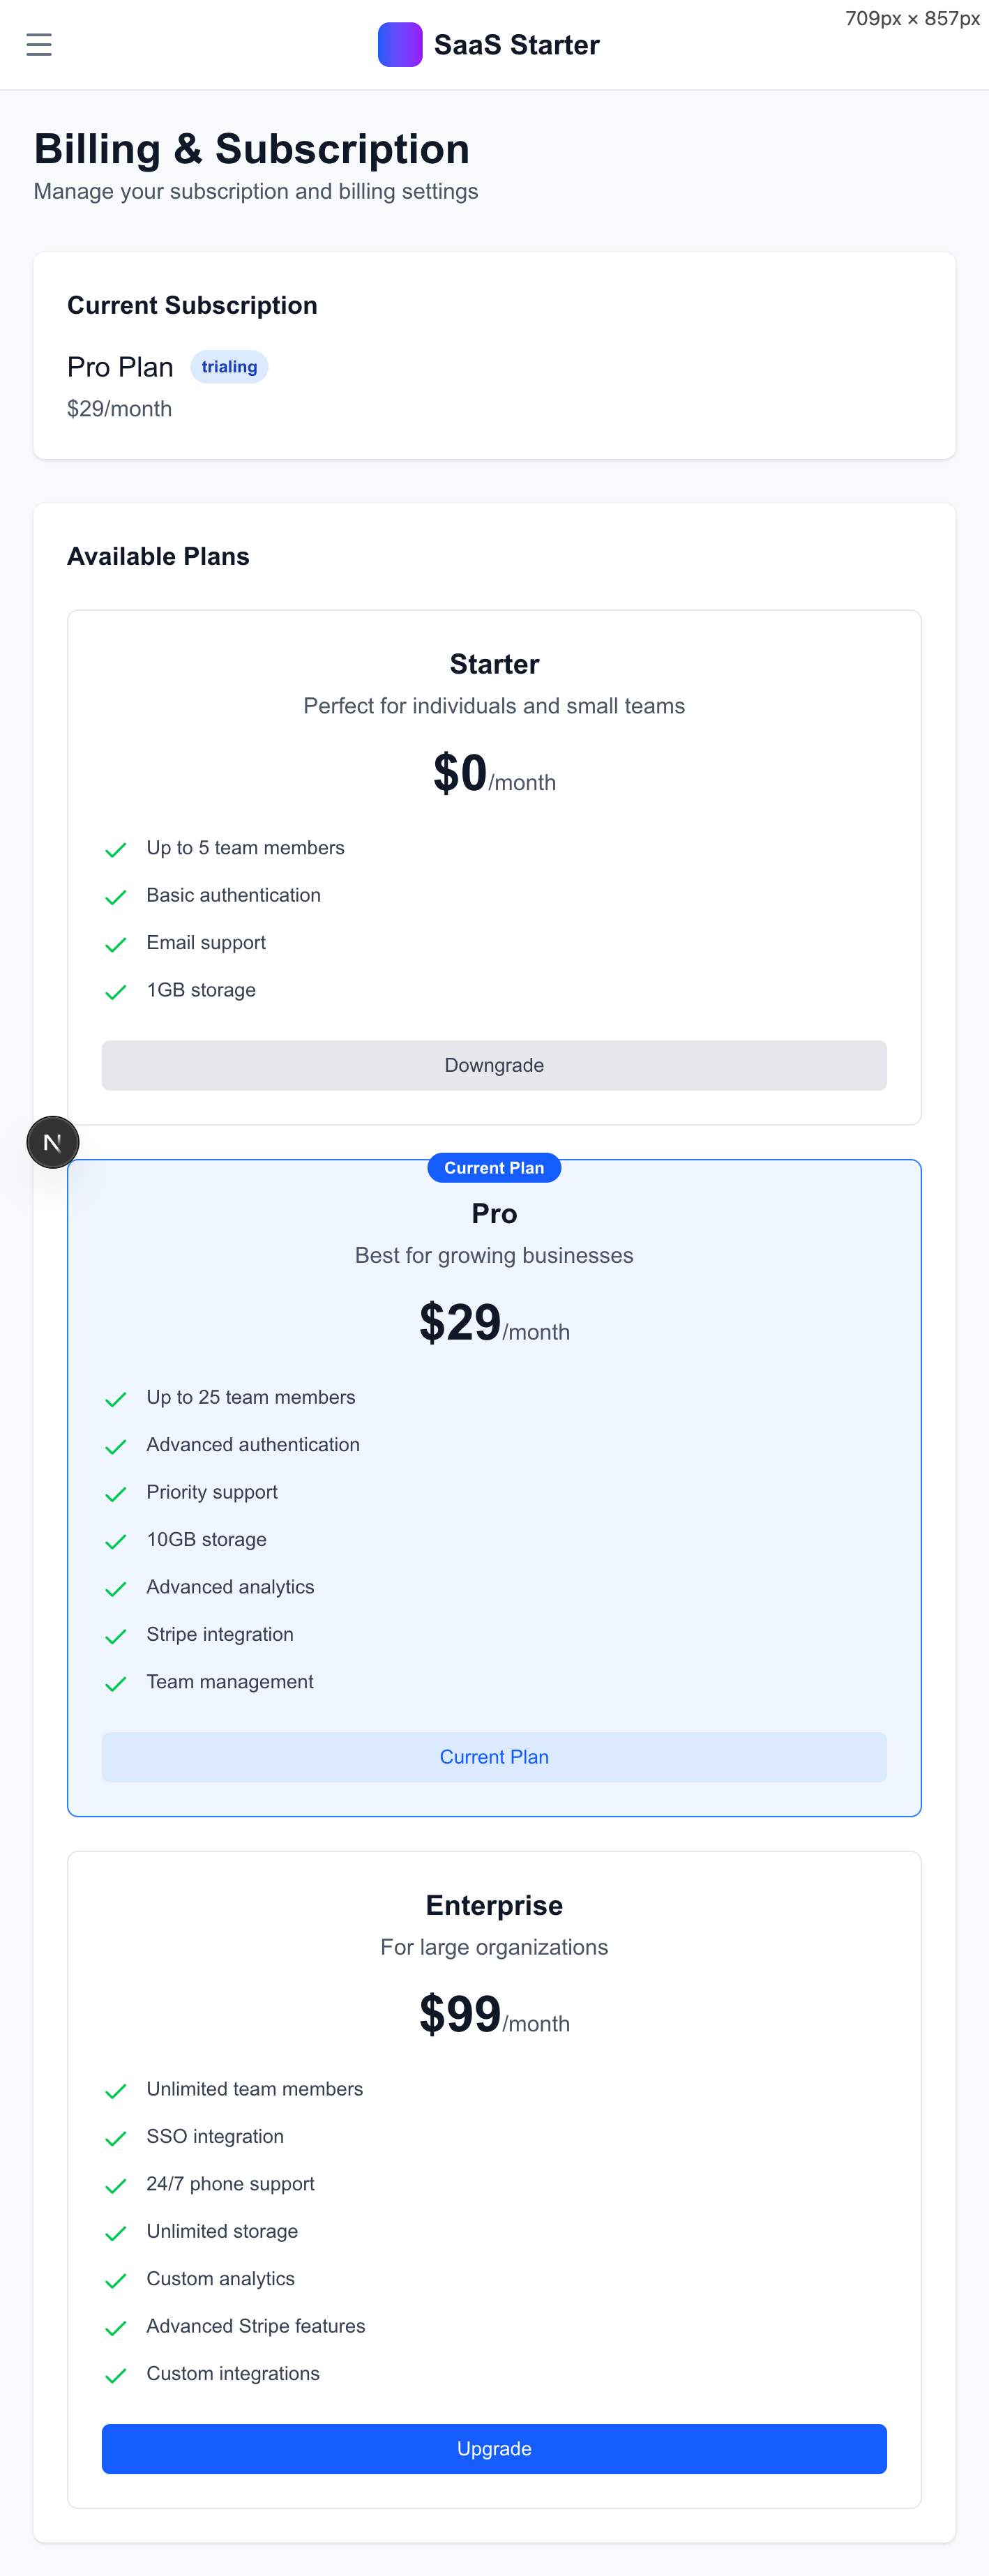 709px × 857px
SaaS Starter
Billing & Subscription
Manage your subscription and billing settings
Current Subscription
Pro Plan trialing
$29/month
Available Plans
Starter
Perfect for individuals and small teams
$0/month
Up to 5 team members
Basic authentication
Email support
1GB storage
Downgrade
N
Current Plan
Pro
Best for growing businesses
$29/month
Up to 25 team members
Advanced authentication
Priority support
10GB storage
Advanced analytics
Stripe integration
Team management
Current Plan
Enterprise
For large organizations
$99/month
Unlimited team members
SSO integration
24/7 phone support
Unlimited storage
Custom analytics
Advanced Stripe features
Custom integrations
Upgrade